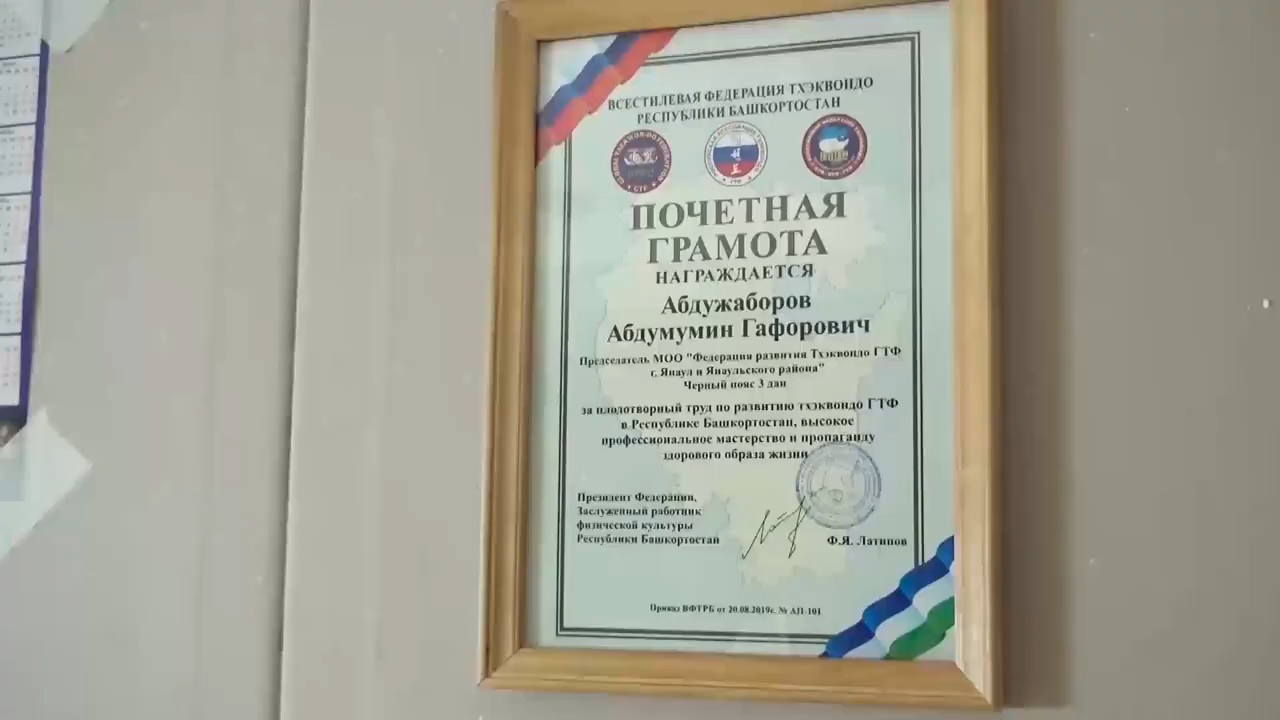 ВСЕСТИЛЕВАЯ ФЕДЕРАЦИЯ ТХЭКВОНДО
РЕСПУБЛИКИ БАШКОРТОСТАН
ПОЧЕТНАЯ
ГРАМОТА
НАГРАЖДАЕТСЯ
Абдужаборов
Абдумумин Гафорович
Председатель МОО "Федерация развития Тхэквондо ГТФ
г. Янаул и Янаульского района"
Черный пояс 3 дан
за плодотворный труд по развитию тхэквондо ГТФ
в Республике Башкортостан, высокое
профессиональное мастерство и пропаганду
здорового образа жизни
Президент Федерации,
Заслуженный работник
физической культуры
Республики Башкортостан
Ф.Я. Латипов
Приказ ВФТРБ от 20.08.2019г. № АП-101